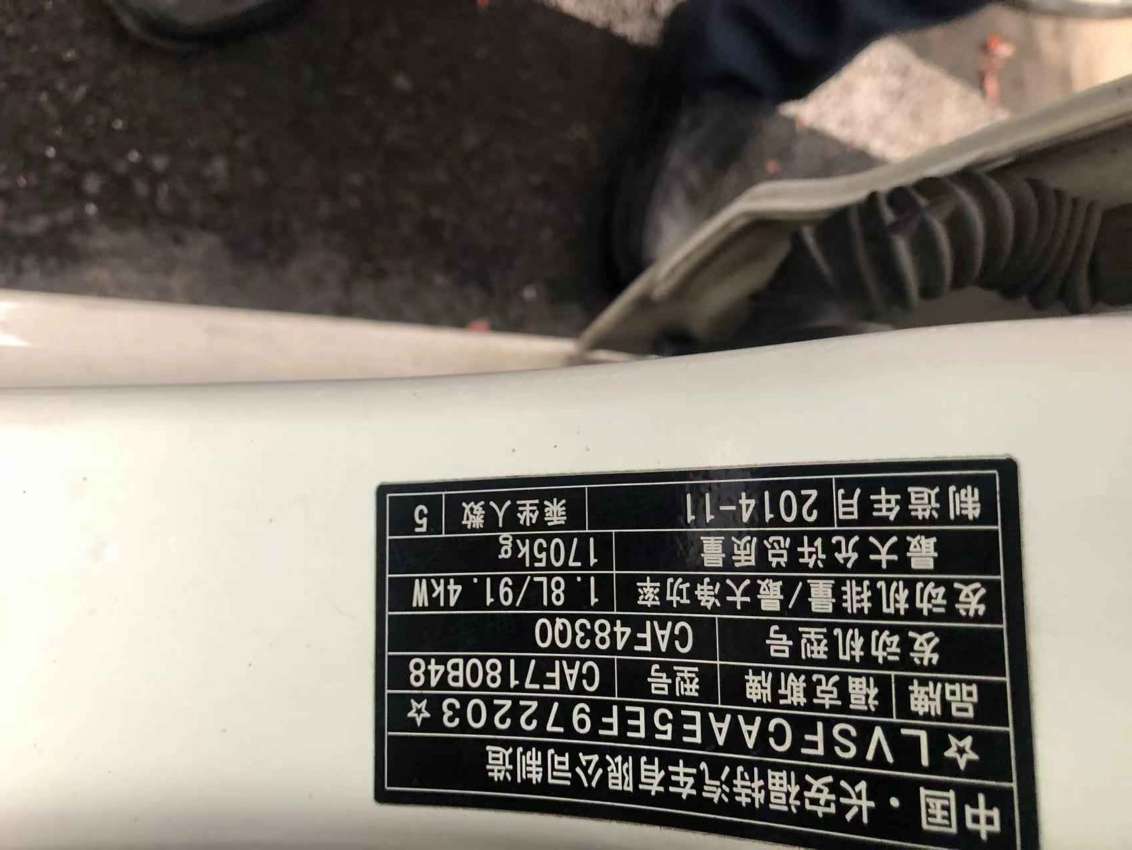 中国·长安福特汽车有限公司制造
☆LVSFCAAE5EF972203☆
品牌 福克斯牌 型号 CAF7180B48
发动机型号 CAF483Q0
发动机排量/最大净功率 1.8L/91.4kW
最大允许总质量 1705kg
制造年月 2014-11 乘坐人数 5